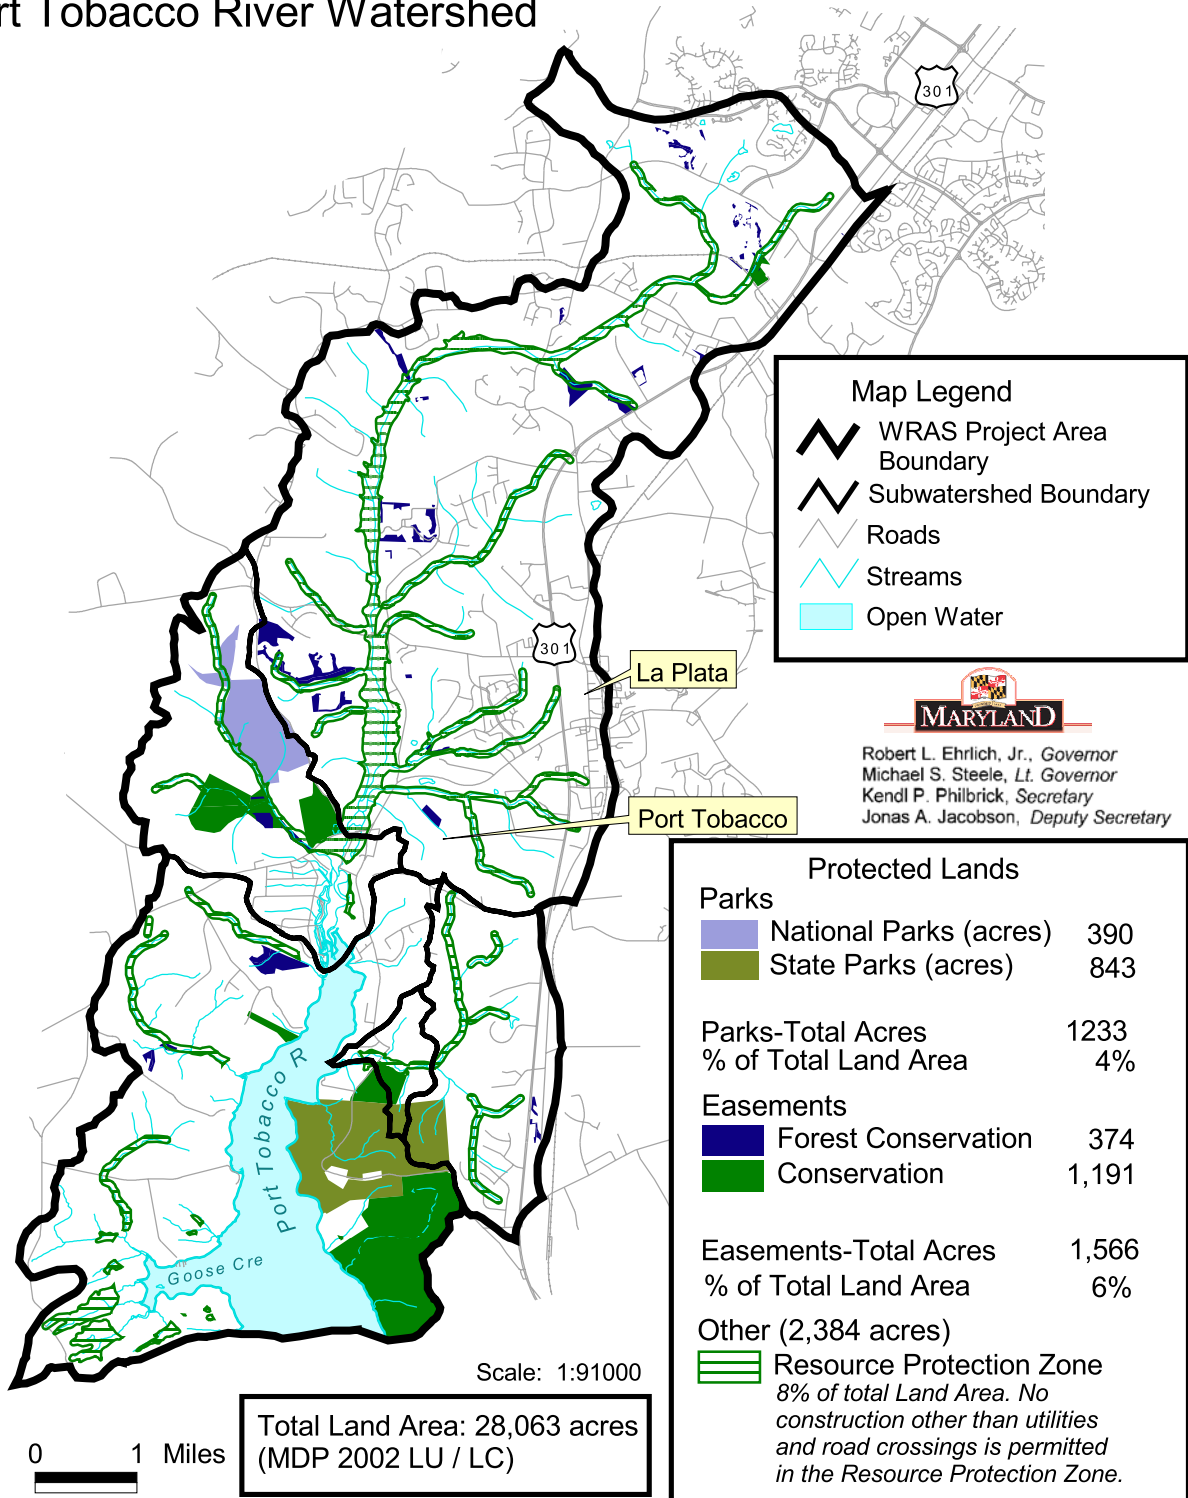 rt Tobacco River Watershed
301
Map Legend
WRAS Project Area
Boundary
Subwatershed Boundary
Roads
Streams
Open Water
301
La Plata
MARYLAND
Robert L. Ehrlich, Jr., Governor
Michael S. Steele, Lt. Governor
Kendl P. Philbrick, Secretary
Jonas A. Jacobson, Deputy Secretary
Port Tobacco
Protected Lands
Parks
National Parks (acres) 390
State Parks (acres) 843
Parks-Total Acres 1233
% of Total Land Area 4%
Easements
Forest Conservation 374
Conservation 1,191
Easements-Total Acres 1,566
% of Total Land Area 6%
Other (2,384 acres)
Resource Protection Zone
8% of total Land Area. No
construction other than utilities
and road crossings is permitted
in the Resource Protection Zone.
Port Tobacco R
Goose Cre
Scale: 1:91000
Total Land Area: 28,063 acres
(MDP 2002 LU / LC)
0 1 Miles